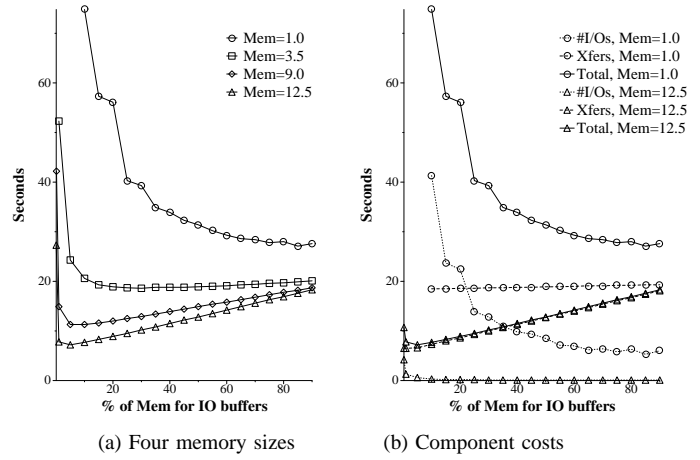 Seconds
60
40
20
0
Mem=1.0
Mem=3.5
Mem=9.0
Mem=12.5
20 40 60 80
% of Mem for IO buffers
(a) Four memory sizes
Seconds
60
40
20
0
#I/Os, Mem=1.0
Xfers, Mem=1.0
Total, Mem=1.0
#I/Os, Mem=12.5
Xfers, Mem=12.5
Total, Mem=12.5
20 40 60 80
% of Mem for IO buffers
(b) Component costs